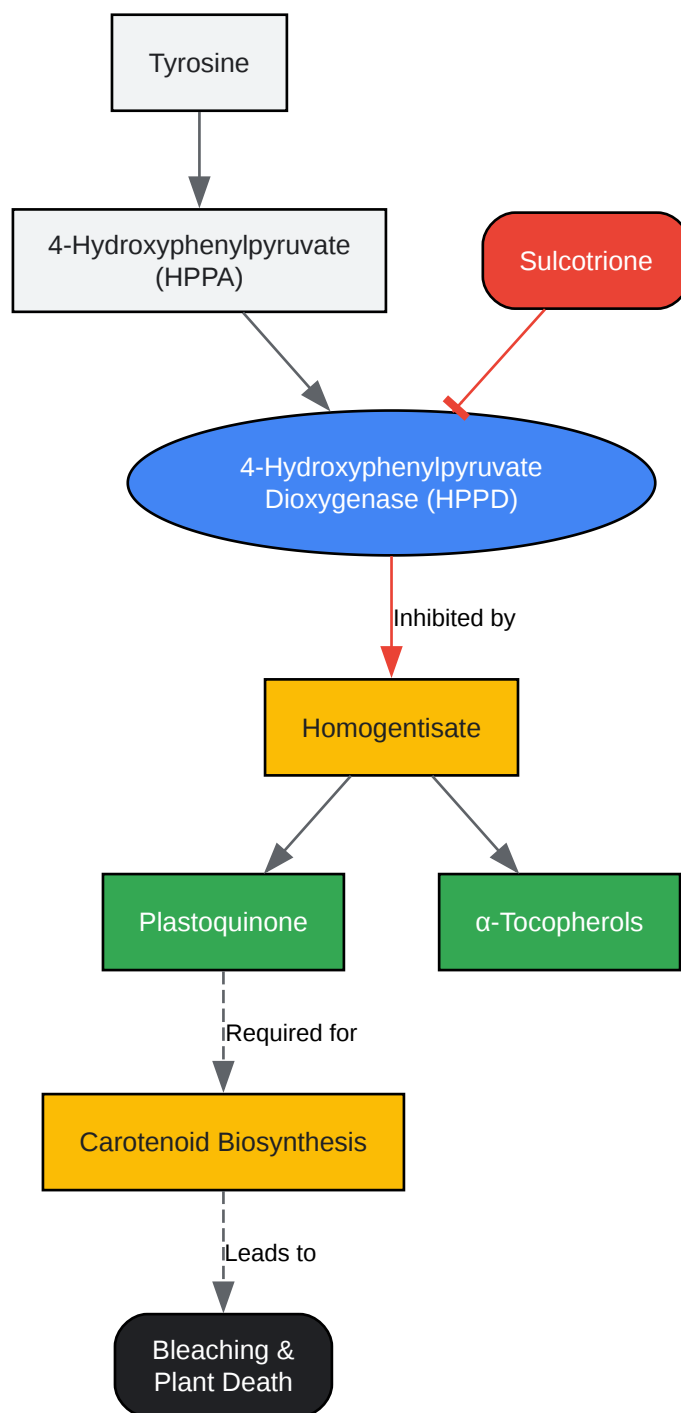 Tyrosine
4-Hydroxyphenylpyruvate
(HPPA)
Sulcotrione
4-Hydroxyphenylpyruvate
Dioxygenase (HPPD)
Inhibited by
Homogentisate
Plastoquinone
α-Tocopherols
Required for
Carotenoid Biosynthesis
Leads to
Bleaching &
Plant Death